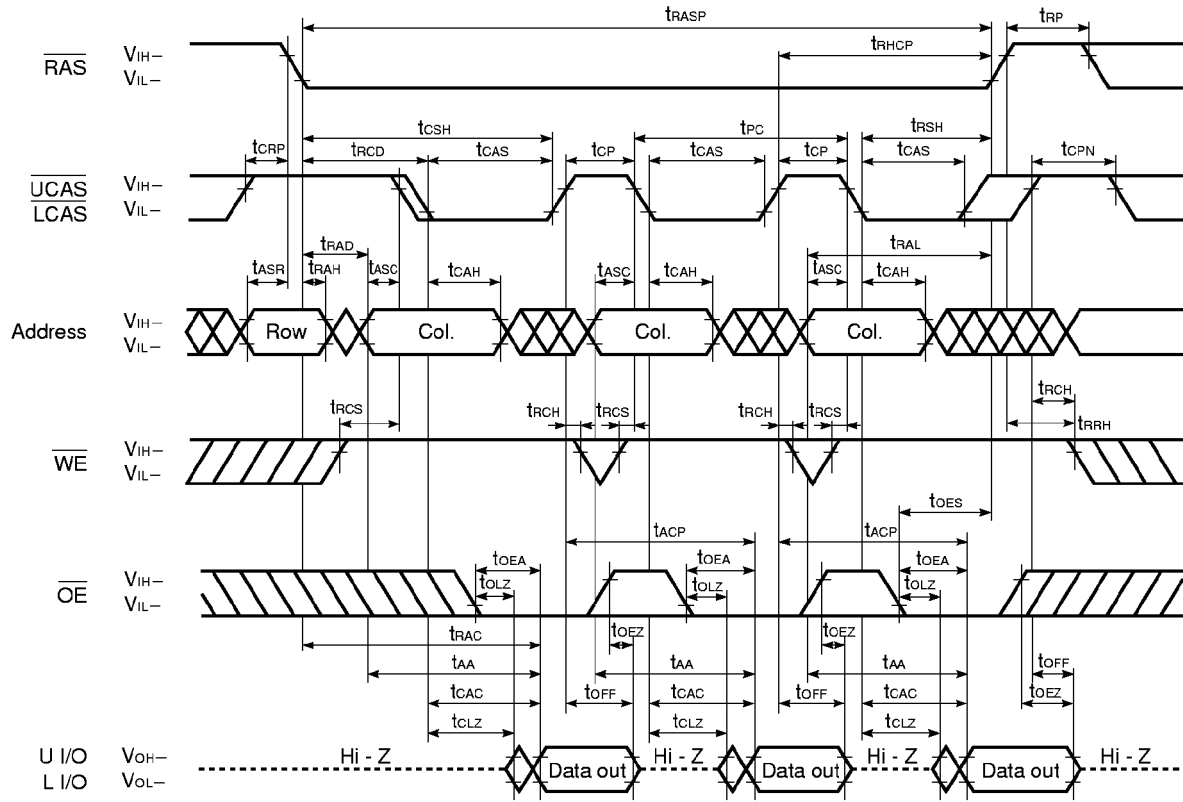 tRASP tRP
tRHCP
RAS VIH–
VIL–
tCSH tPC tRSH
tCRP tRCD tCAS tCP tCAS tCP tCAS tCPN
UCAS VIH–
LCAS VIL–
tRAD tRAL
tASR tRAH tASC tCAH tASC tCAH tASC tCAH
Address VIH– Row Col. Col. Col.
VIL–
tRCS tRCH tRCS tRCH tRCS tRCH
tRRH
WE VIH–
VIL–
tOES
tACP tACP
tOEA tOEA tOEA
OE VIH– tOLZ tOLZ tOLZ
VIL–
tRAC tOEZ tOEZ
tAA tAA tAA tOFF
tCAC tOFF tCAC tOFF tCAC tOEZ
tCLZ tCLZ tCLZ
U I/O VOH– Hi - Z Data out Hi - Z Data out Hi - Z Data out Hi - Z
L I/O VOL–